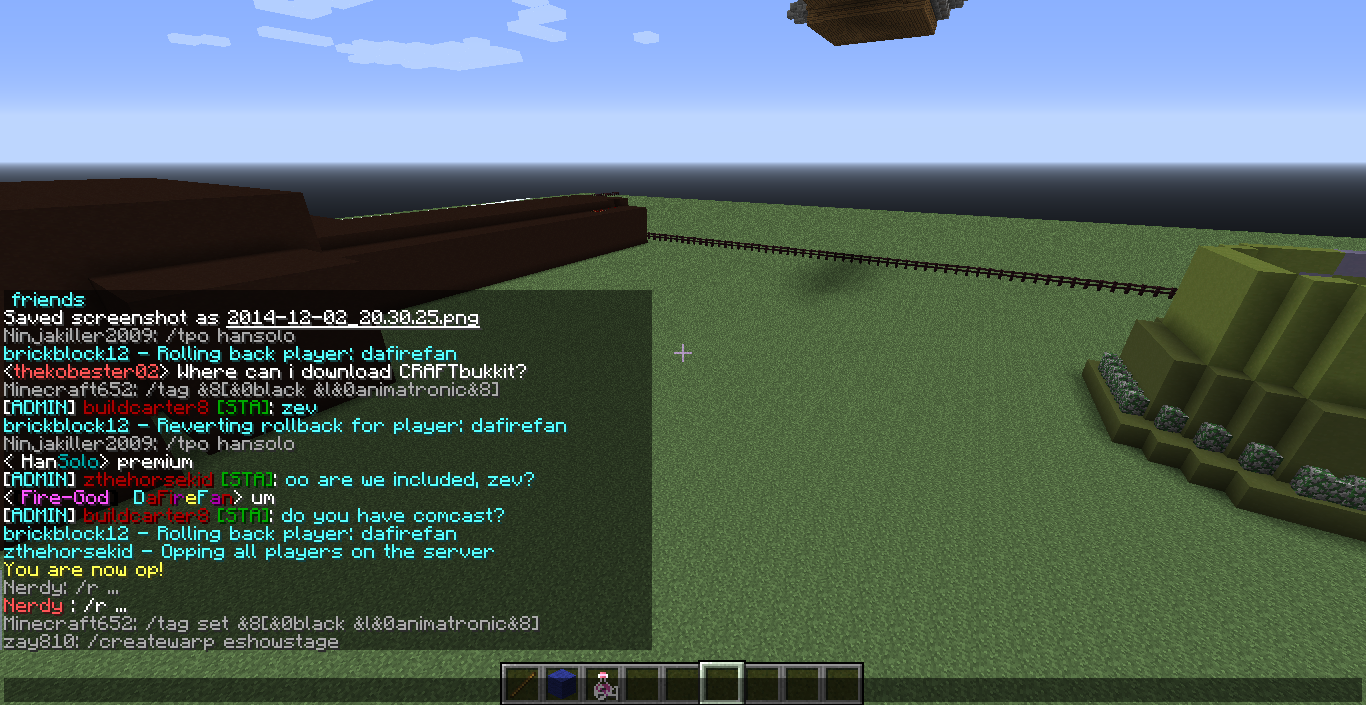 friends
Saved screenshot as 2014-12-02_20.30.25.png
Ninjakiller2009: /tpo hansolo
brickblock12 - Rolling back player: dafirefan
<thekobester02> Where can i download CRAFTbukkit?
Minecraft652: /tag &8[&0black &l&0animatronic&8]
[ADMIN] buildcarter8 [STA]: zev
brickblock12 - Reverting rollback for player: dafirefan
Ninjakiller2009: /tpo hansolo
< HanSolo> premium
[ADMIN] zthehorsekid [STA]: oo are we included, zev?
< Fire-God DaFireFan> um
[ADMIN] buildcarter8 [STA]: do you have comcast?
brickblock12 - Rolling back player: dafirefan
zthehorsekid - Opping all players on the server
You are now op!
Nerdy: /r ...
Nerdy : /r ...
Minecraft652: /tag set &8[&0black &l&0animatronic&8]
zay810: /createwarp eshowstage
64